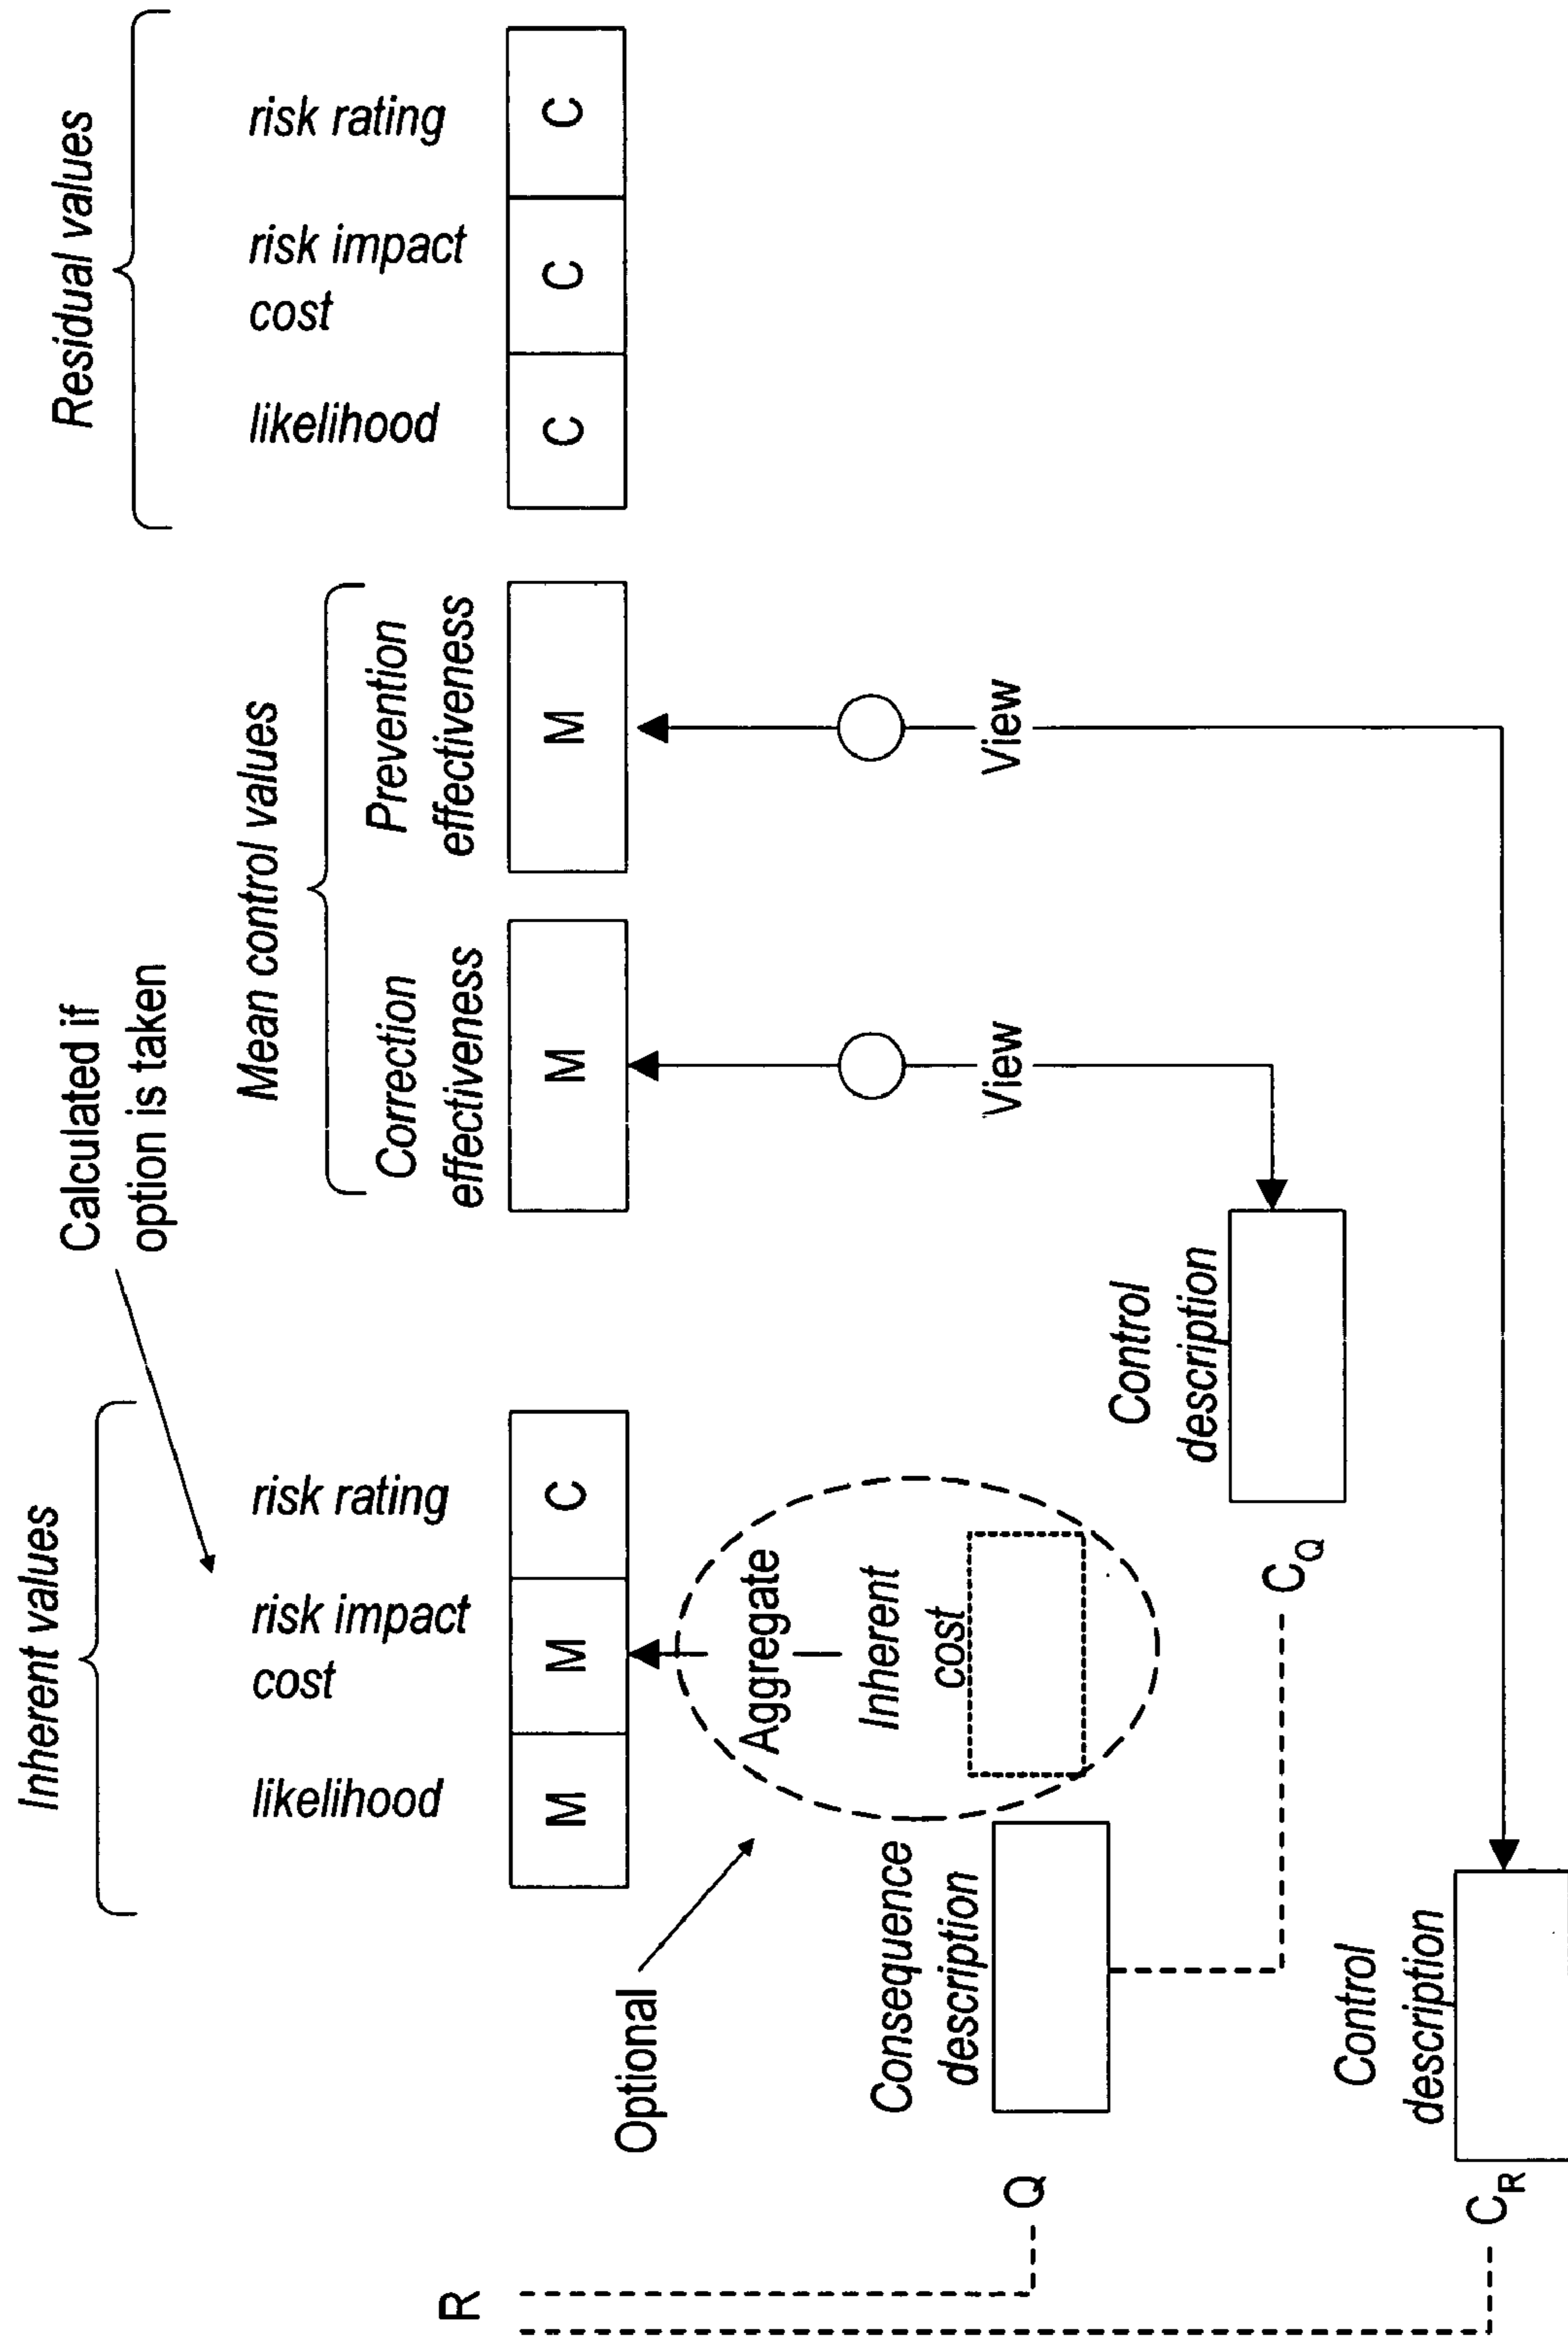 Calculated if
option is taken
Inherent values
Mean control values
Residual values
likelihood
risk impact
cost
risk rating
Correction
effectiveness
Prevention
effectiveness
likelihood
risk impact
cost
risk rating
R
M
M
C
M
M
C
C
C
Optional
Aggregate
Consequence
description
Inherent
cost
View
View
Q
Control
description
C_Q
Control
description
C_R